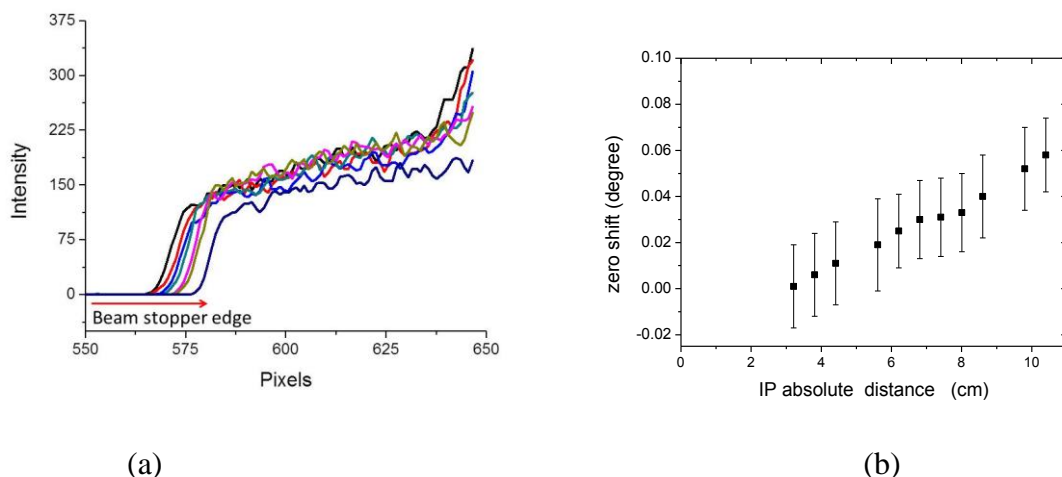 375
300
225
150
75
0
Intensity
Beam stopper edge
550 575 600 625 650
Pixels
(a)
0.10
0.08
0.06
0.04
0.02
0.00
-0.02
zero shift (degree)
0 2 4 6 8 10
IP absolute distance (cm)
(b)